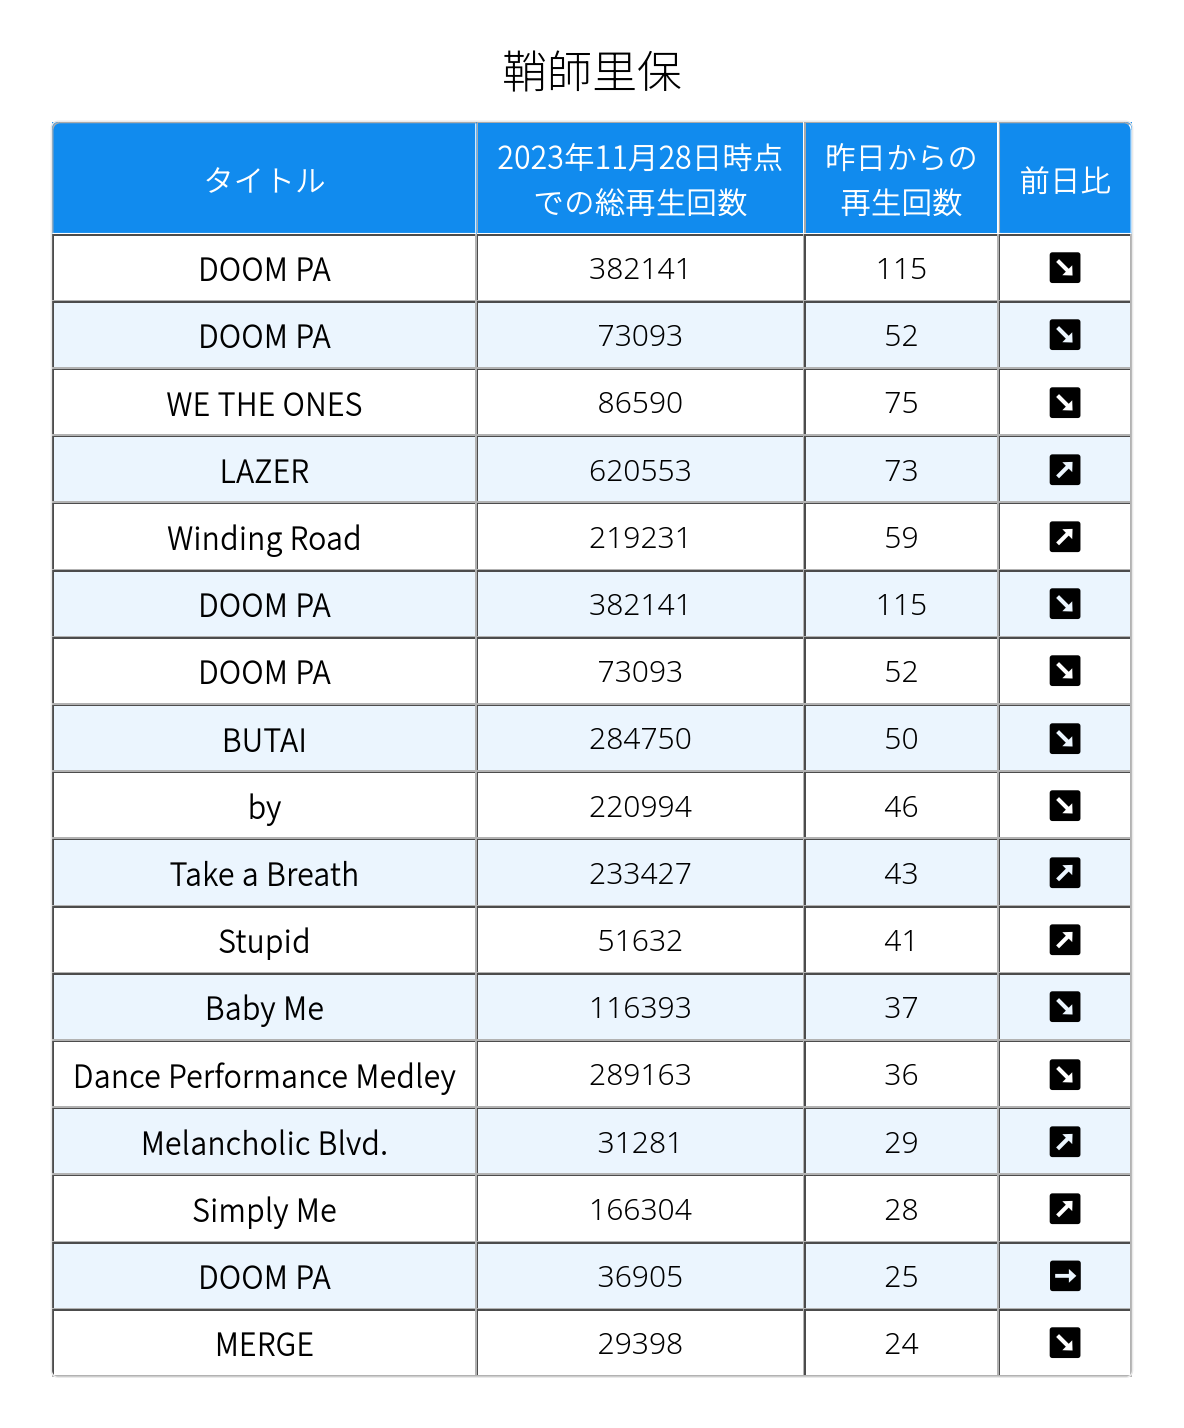 鞘師里保
タイトル 2023年11月28日時点での総再生回数 昨日からの再生回数 前日比
DOOM PA 382141 115 ↘
DOOM PA 73093 52 ↘
WE THE ONES 86590 75 ↘
LAZER 620553 73 ↗
Winding Road 219231 59 ↗
DOOM PA 382141 115 ↘
DOOM PA 73093 52 ↘
BUTAI 284750 50 ↘
by 220994 46 ↘
Take a Breath 233427 43 ↗
Stupid 51632 41 ↗
Baby Me 116393 37 ↘
Dance Performance Medley 289163 36 ↘
Melancholic Blvd. 31281 29 ↗
Simply Me 166304 28 ↗
DOOM PA 36905 25 →
MERGE 29398 24 ↘